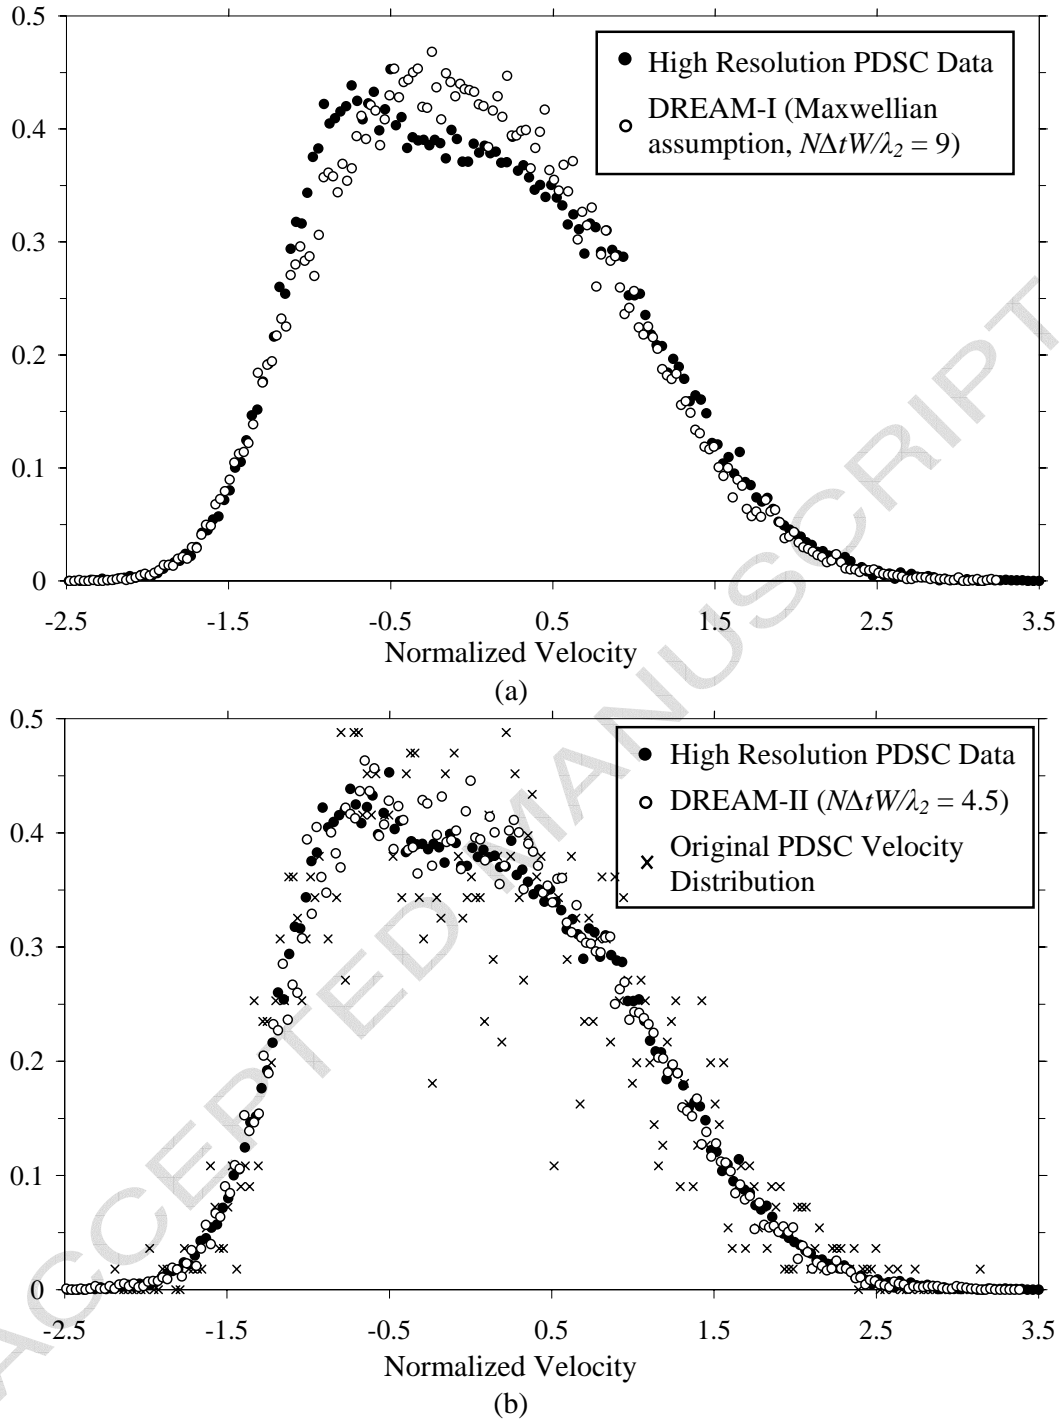 0.5
0.4
0.3
0.2
0.1
0
High Resolution PDSC Data
DREAM-I (Maxwellian
assumption, NΔtW/λ₂ = 9)
-2.5 -1.5 -0.5 0.5 1.5 2.5 3.5
Normalized Velocity
(a)
0.5
0.4
0.3
0.2
0.1
0
High Resolution PDSC Data
DREAM-II (NΔtW/λ₂ = 4.5)
Original PDSC Velocity
Distribution
-2.5 -1.5 -0.5 0.5 1.5 2.5 3.5
Normalized Velocity
(b)
ACCEPTED MANUSCRIPT